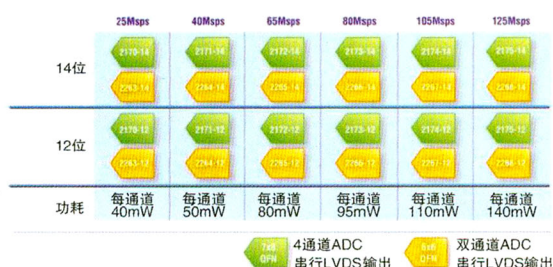 25Msps 40Msps 65Msps 80Msps 105Msps 125Msps
14位
2170-14 2171-14 2172-14 2173-14 2174-14 2175-14
2263-14 2264-14 2265-14 2266-14 2267-14 2268-14
12位
2170-12 2171-12 2172-12 2173-12 2174-12 2175-12
2263-12 2264-12 2265-12 2266-12 2267-12 2268-12
功耗
每通道 每通道 每通道 每通道 每通道 每通道
40mW 50mW 80mW 95mW 110mW 140mW
7x8 QFN
4通道ADC
串行LVDS输出
6x6 QFN
双通道ADC
串行LVDS输出